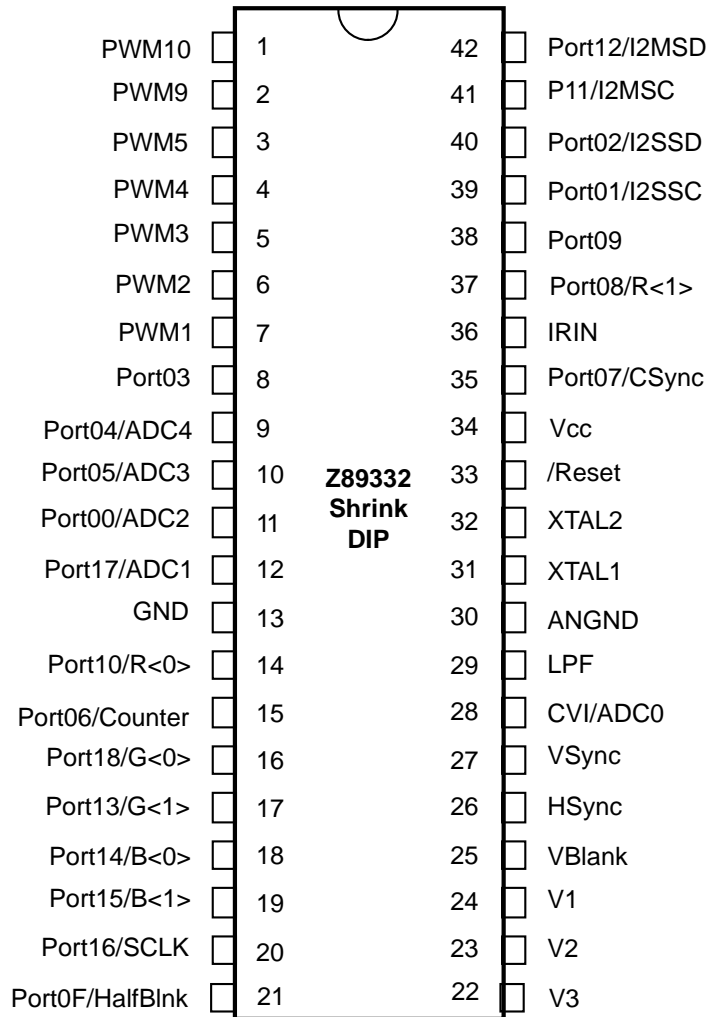 PWM10 1 42 Port12/I2MSD
PWM9 2 41 P11/I2MSC
PWM5 3 40 Port02/I2SSD
PWM4 4 39 Port01/I2SSC
PWM3 5 38 Port09
PWM2 6 37 Port08/R<1>
PWM1 7 36 IRIN
Port03 8 35 Port07/CSync
Port04/ADC4 9 34 Vcc
Port05/ADC3 10 Z89332 33 /Reset
Port00/ADC2 11 Shrink 32 XTAL2
DIP
Port17/ADC1 12 31 XTAL1
GND 13 30 ANGND
Port10/R<0> 14 29 LPF
Port06/Counter 15 28 CVI/ADC0
Port18/G<0> 16 27 VSync
Port13/G<1> 17 26 HSync
Port14/B<0> 18 25 VBlank
Port15/B<1> 19 24 V1
Port16/SCLK 20 23 V2
Port0F/HalfBlnk 21 22 V3